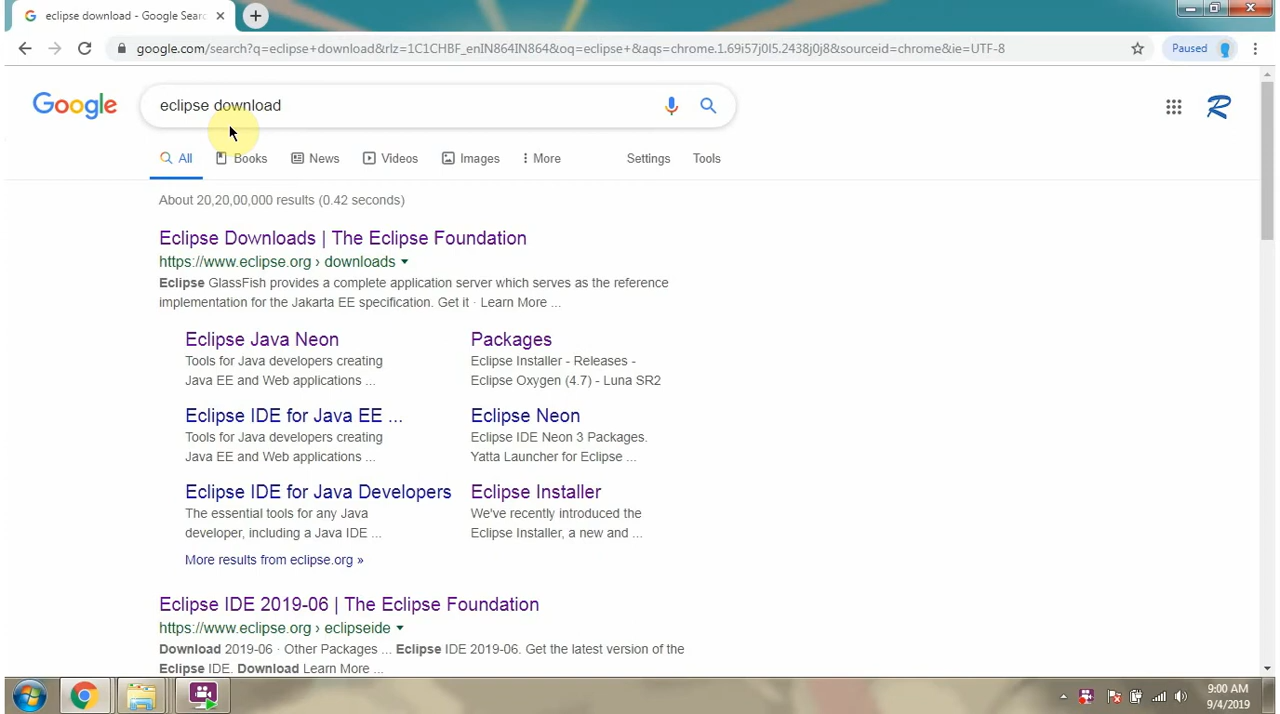 eclipse download - Google Searc
google.com/search?q=eclipse+download&rlz=1C1CHBF_enIN864IN864&oq=eclipse+&aqs=chrome.1.69i57j0l5.2438j0j8&sourceid=chrome&ie=UTF-8
Paused
Google
eclipse download
R
All
Books
News
Videos
Images
More
Settings
Tools
About 20,20,00,000 results (0.42 seconds)
Eclipse Downloads | The Eclipse Foundation
https://www.eclipse.org › downloads
Eclipse GlassFish provides a complete application server which serves as the reference
implementation for the Jakarta EE specification. Get it · Learn More ...
Eclipse Java Neon
Tools for Java developers creating
Java EE and Web applications ...
Packages
Eclipse Installer - Releases -
Eclipse Oxygen (4.7) - Luna SR2
Eclipse IDE for Java EE ...
Tools for Java developers creating
Java EE and Web applications ...
Eclipse Neon
Eclipse IDE Neon 3 Packages.
Yatta Launcher for Eclipse ...
Eclipse IDE for Java Developers
The essential tools for any Java
developer, including a Java IDE ...
Eclipse Installer
We've recently introduced the
Eclipse Installer, a new and ...
More results from eclipse.org »
Eclipse IDE 2019-06 | The Eclipse Foundation
https://www.eclipse.org › eclipseide
Download 2019-06 · Other Packages ... Eclipse IDE 2019-06. Get the latest version of the
Eclipse IDE. Download Learn More ...
9:00 AM
9/4/2019